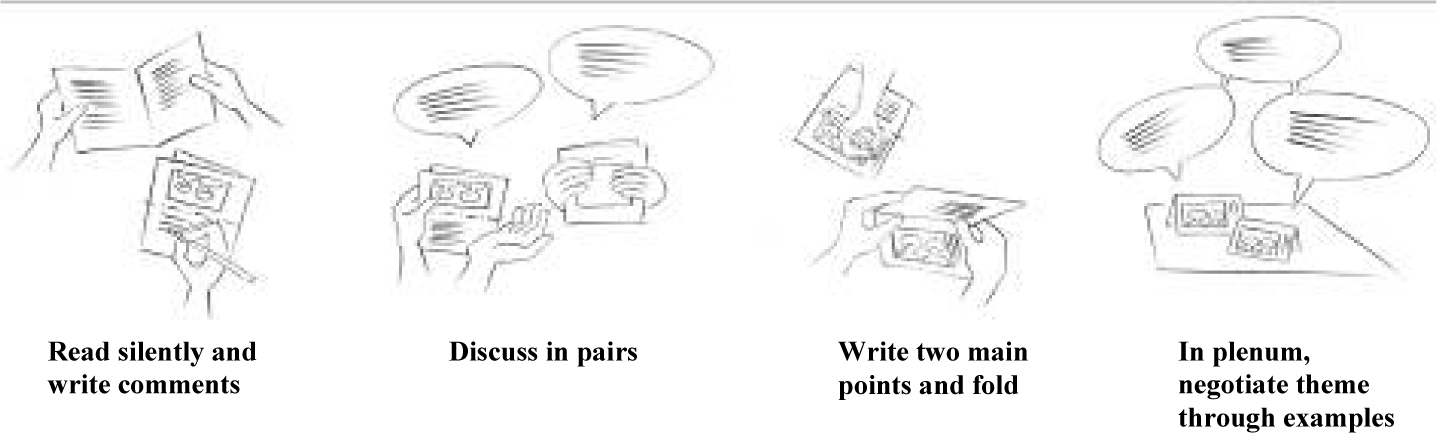 Read silently and
write comments
Discuss in pairs
Write two main
points and fold
In plenum,
negotiate theme
through examples